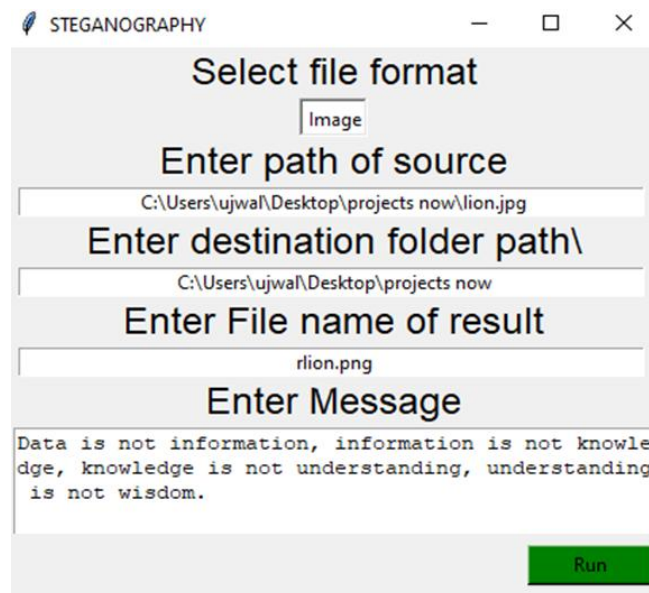 STEGANOGRAPHY
Select file format
Image
Enter path of source
C:\Users\ujwal\Desktop\projects now\lion.jpg
Enter destination folder path\
C:\Users\ujwal\Desktop\projects now
Enter File name of result
rlion.png
Enter Message
Data is not information, information is not knowle
dge, knowledge is not understanding, understanding
is not wisdom.
Run